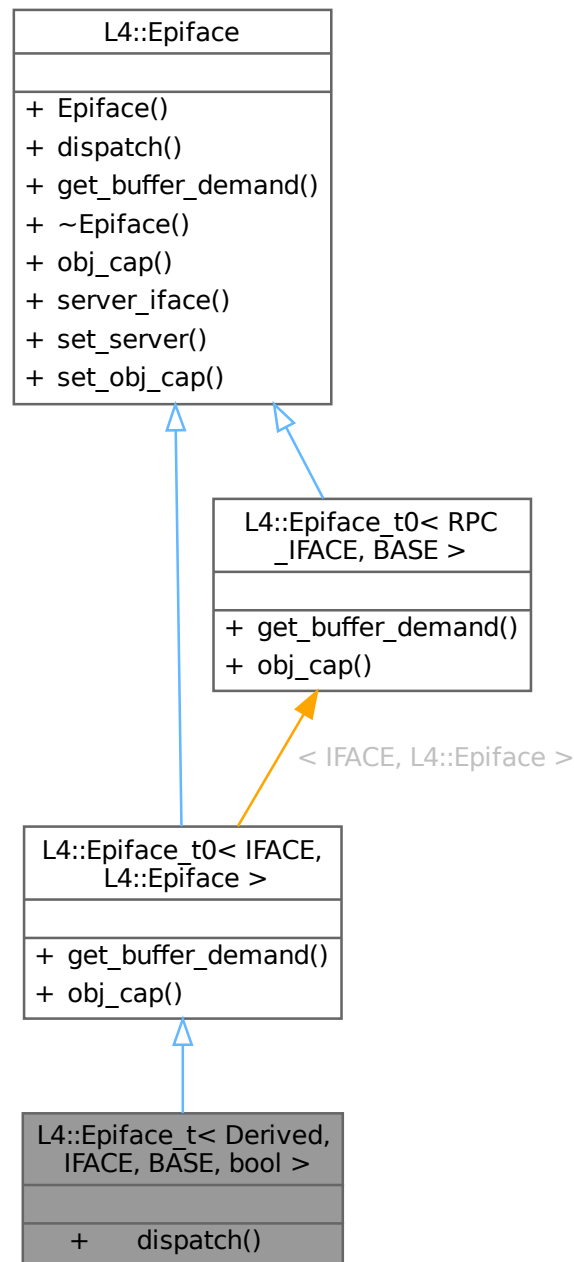 L4::Epiface
+ Epiface()
+ dispatch()
+ get_buffer_demand()
+ ~Epiface()
+ obj_cap()
+ server_iface()
+ set_server()
+ set_obj_cap()
L4::Epiface_t0< RPC
_IFACE, BASE >
+ get_buffer_demand()
+ obj_cap()
< IFACE, L4::Epiface >
L4::Epiface_t0< IFACE,
L4::Epiface >
+ get_buffer_demand()
+ obj_cap()
L4::Epiface_t< Derived,
IFACE, BASE, bool >
+ dispatch()